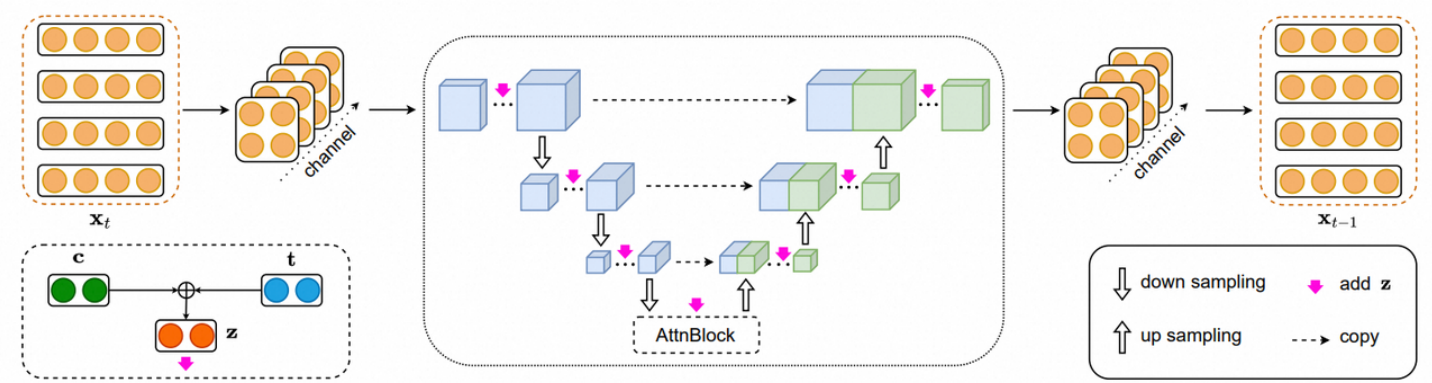 x_t
channel
c
t
z
AttnBlock
channel
x_{t−1}
down sampling
add z
up sampling
copy